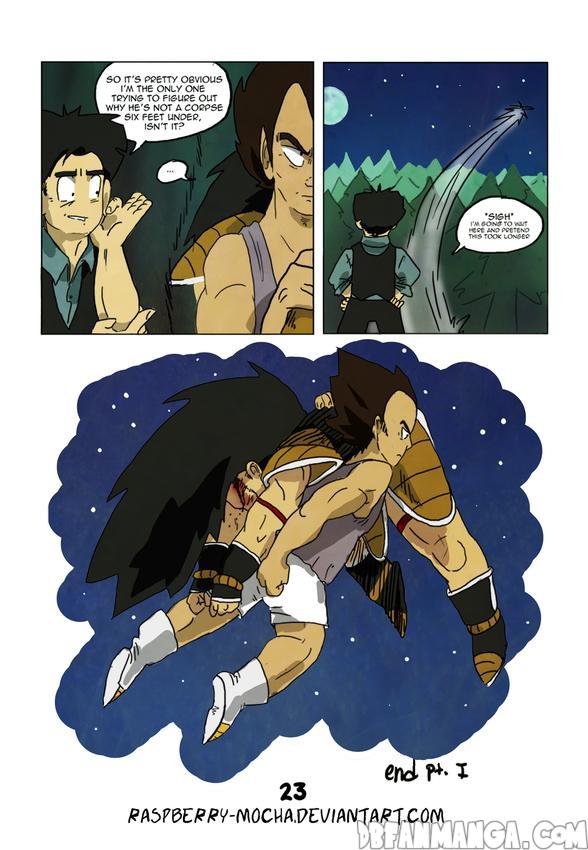 SO IT'S PRETTY OBVIOUS
I'M THE ONLY ONE
TRYING TO FIGURE OUT
WHY HE'S NOT A CORPSE
SIX FEET UNDER,
ISN'T IT?
...
*SIGH*
I'M GOING TO WAIT
HERE AND PRETEND
THIS TOOK LONGER
end pt. I
23
RASPBERRY-MOCHA.DEVIANTART.COM
DBFANMANGA.COM